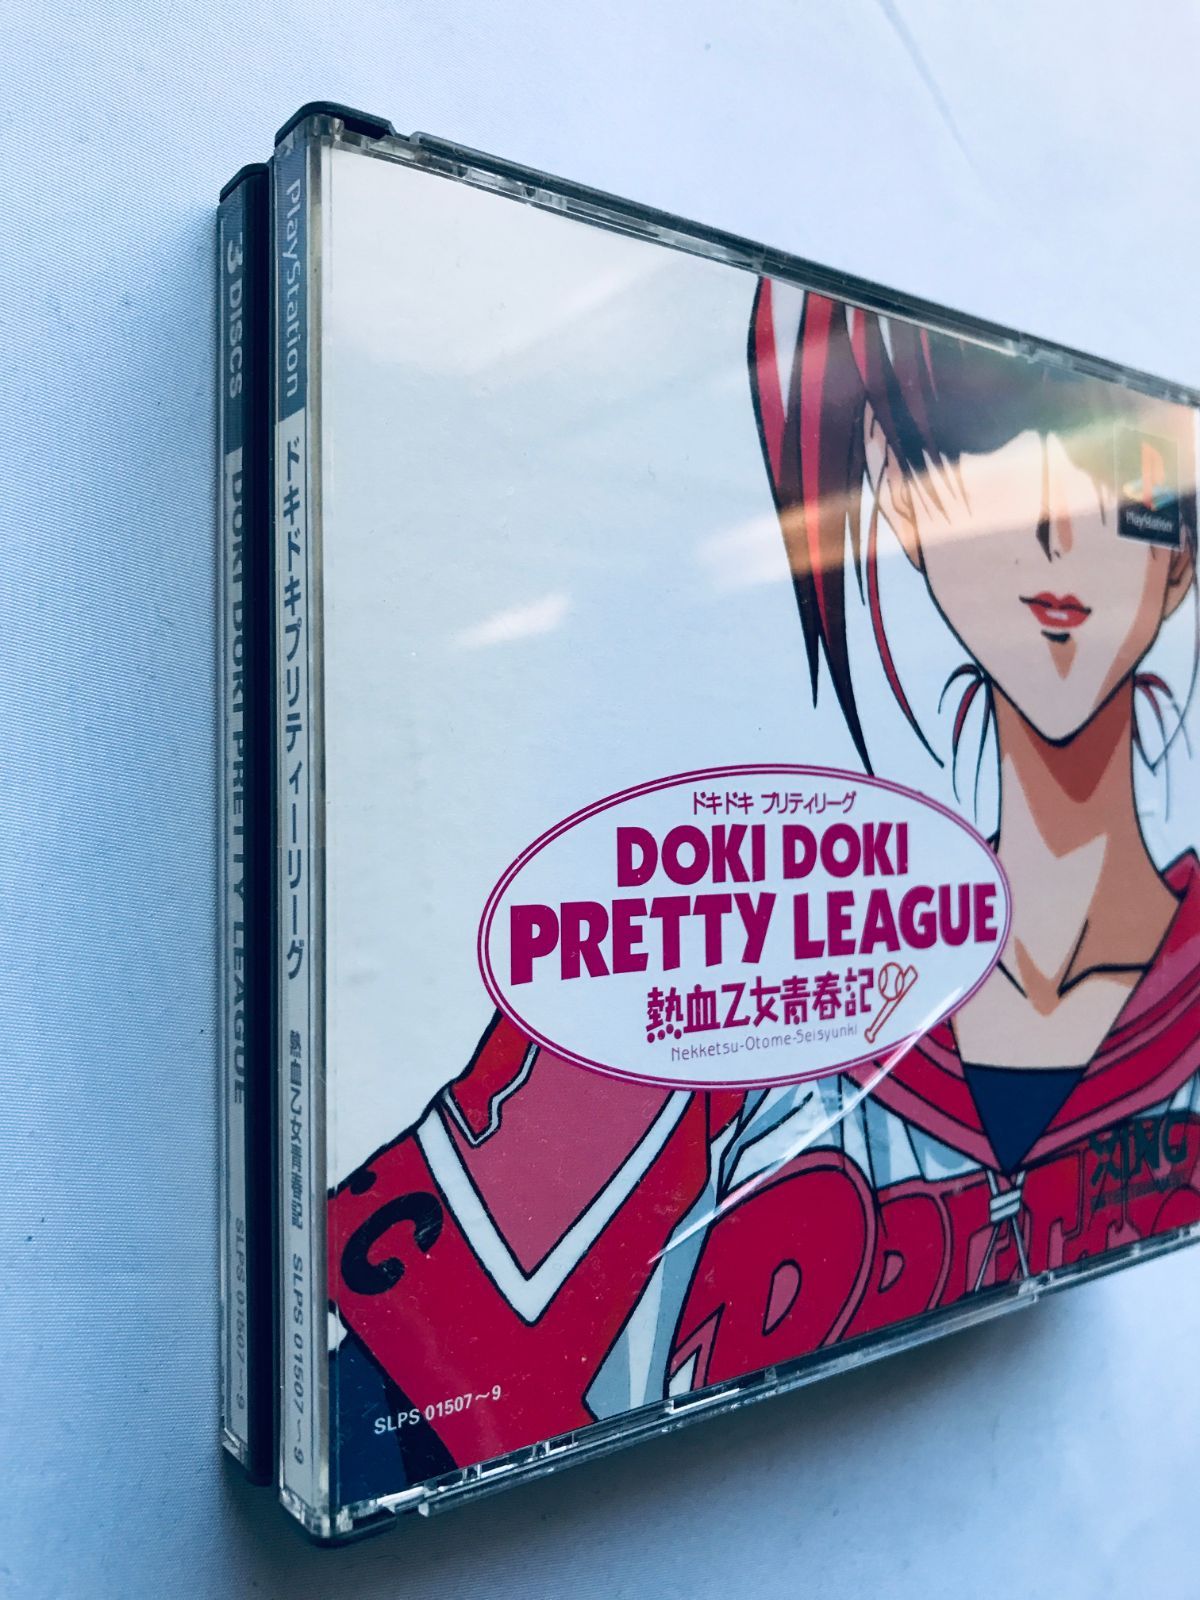 3 DISCS
DOKI DOKI PRETTY LEAGUE
SLPS 01507〜9
PlayStation
ドキドキプリティーリーグ
熱血乙女青春記
SLPS 01507〜9
PlayStation
ドキドキ プリティリーグ
DOKI DOKI
PRETTY LEAGUE
熱血乙女青春記
Nekketsu-Otome-Seisyunki
XING
SLPS 01507〜9